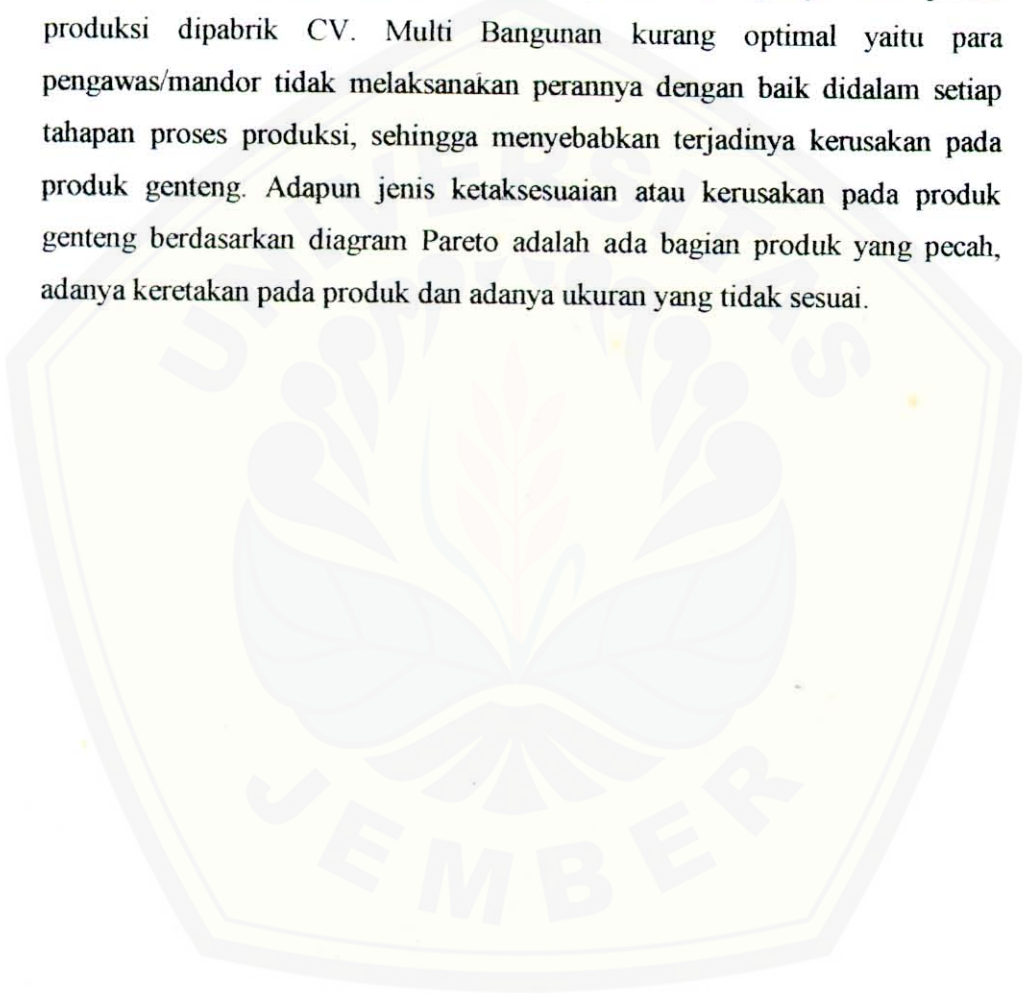 produksi dipabrik CV. Multi Bangunan kurang optimal yaitu para
pengawas/mandor tidak melaksanakan perannya dengan baik didalam setiap
tahapan proses produksi, sehingga menyebabkan terjadinya kerusakan pada
produk genteng. Adapun jenis ketaksesuaian atau kerusakan pada produk
genteng berdasarkan diagram Pareto adalah ada bagian produk yang pecah,
adanya keretakan pada produk dan adanya ukuran yang tidak sesuai.
UNIVERSITAS
JEMBER